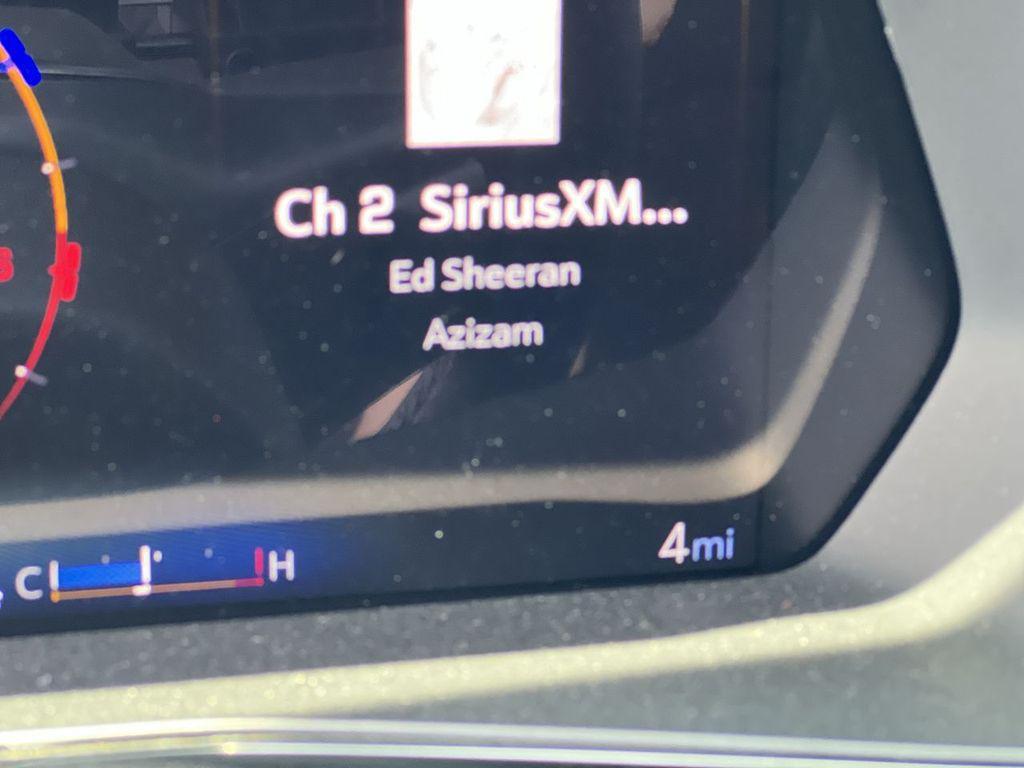 Ch 2 SiriusXM...
Ed Sheeran
Azizam
C H
4mi